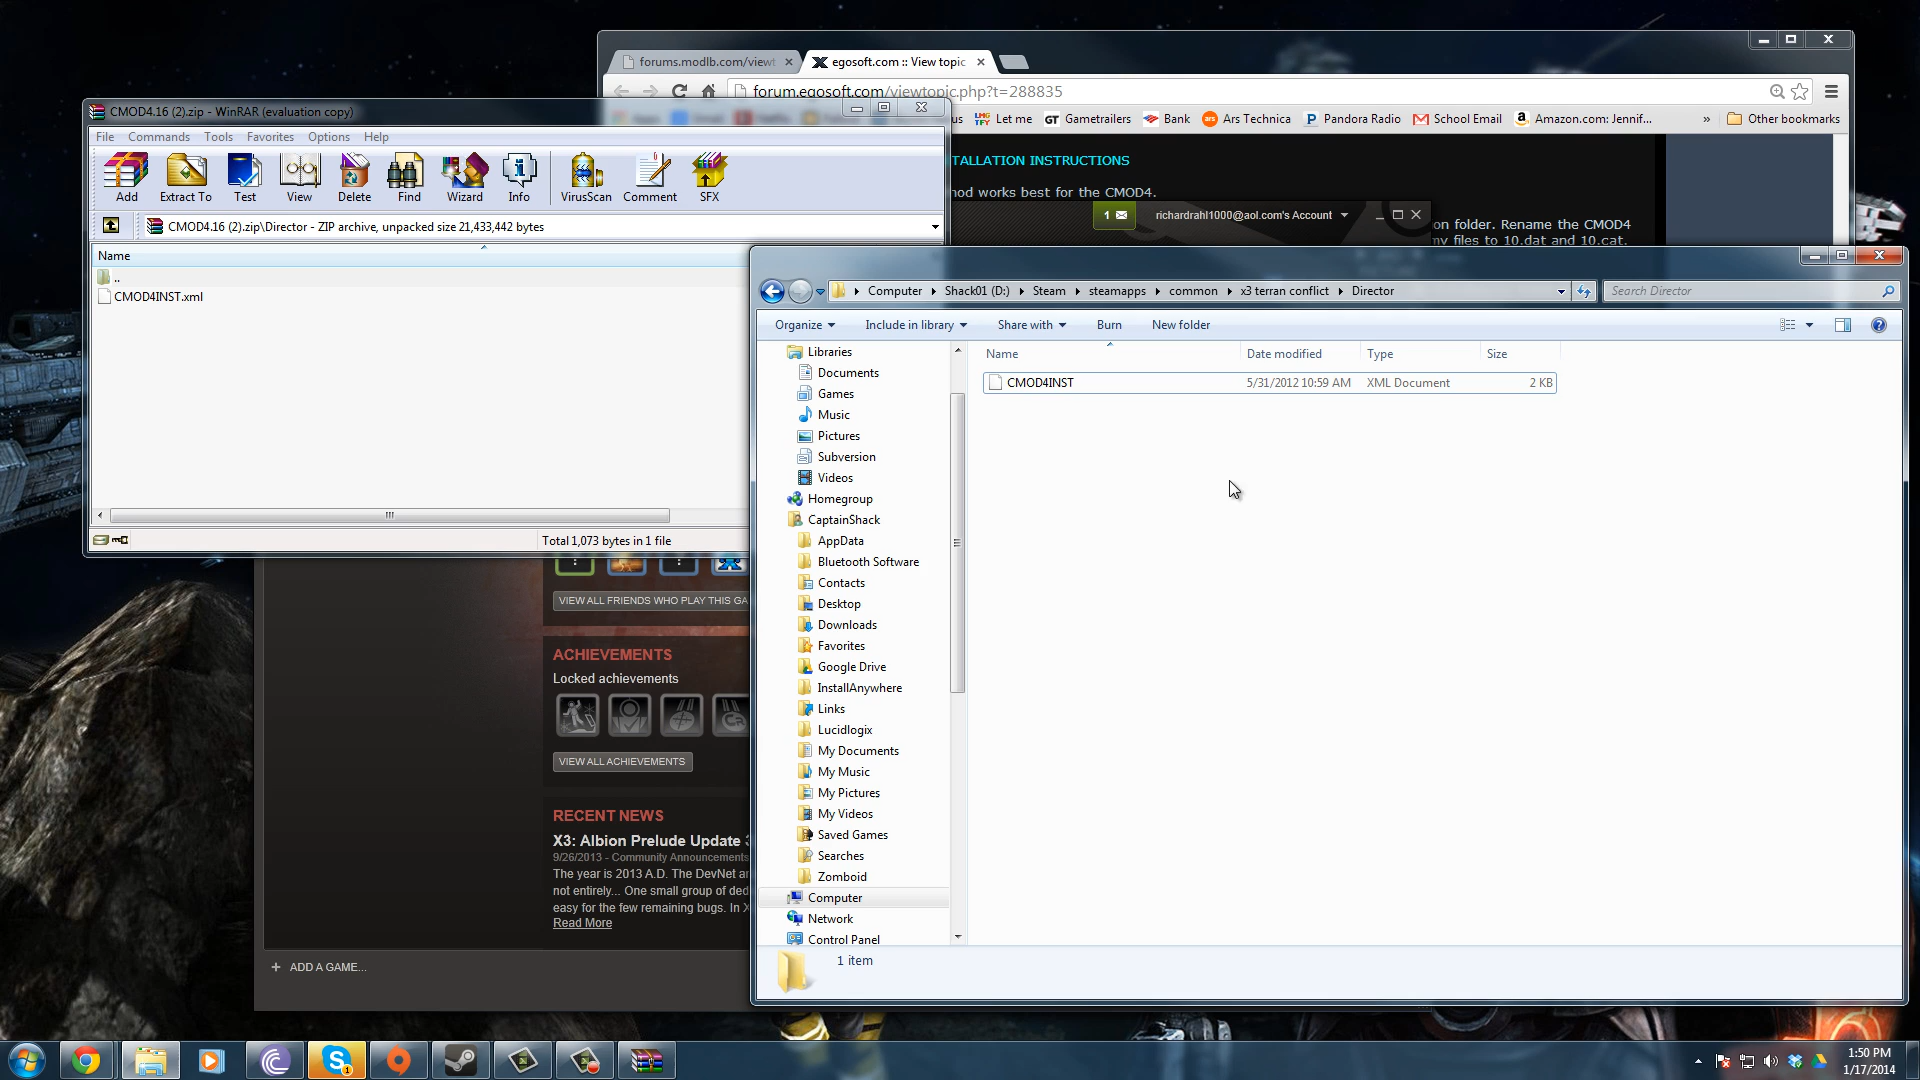 forums.modlb.com/viewt
egosoft.com :: View topic
forum.egosoft.com/viewtopic.php?t=288835
us
Let me
Gametrailers
Bank
Ars Technica
Pandora Radio
School Email
Amazon.com: Jennif...
»
Other bookmarks
TALLATION INSTRUCTIONS
nod works best for the CMOD4.
on folder. Rename the CMOD4
my files to 10.dat and 10.cat.
1
richardrahl1000@aol.com's Account
CMOD4.16 (2).zip - WinRAR (evaluation copy)
File Commands Tools Favorites Options Help
Add Extract To Test View Delete Find Wizard Info VirusScan Comment SFX
CMOD4.16 (2).zip\Director - ZIP archive, unpacked size 21,433,442 bytes
Name
..
CMOD4INST.xml
Total 1,073 bytes in 1 file
Computer Shack01 (D:) Steam steamapps common x3 terran conflict Director
Search Director
Organize Include in library Share with Burn New folder
Name Date modified Type Size
CMOD4INST 5/31/2012 10:59 AM XML Document 2 KB
Libraries
Documents
Games
Music
Pictures
Subversion
Videos
Homegroup
CaptainShack
AppData
Bluetooth Software
Contacts
Desktop
Downloads
Favorites
Google Drive
InstallAnywhere
Links
Lucidlogix
My Documents
My Music
My Pictures
My Videos
Saved Games
Searches
Zomboid
Computer
Network
Control Panel
1 item
VIEW ALL FRIENDS WHO PLAY THIS GA
ACHIEVEMENTS
Locked achievements
VIEW ALL ACHIEVEMENTS
RECENT NEWS
X3: Albion Prelude Update 3
9/26/2013 - Community Announcements
The year is 2013 A.D. The DevNet ar
not entirely... One small group of ded
easy for the few remaining bugs. In X
Read More
+ ADD A GAME...
1:50 PM
1/17/2014